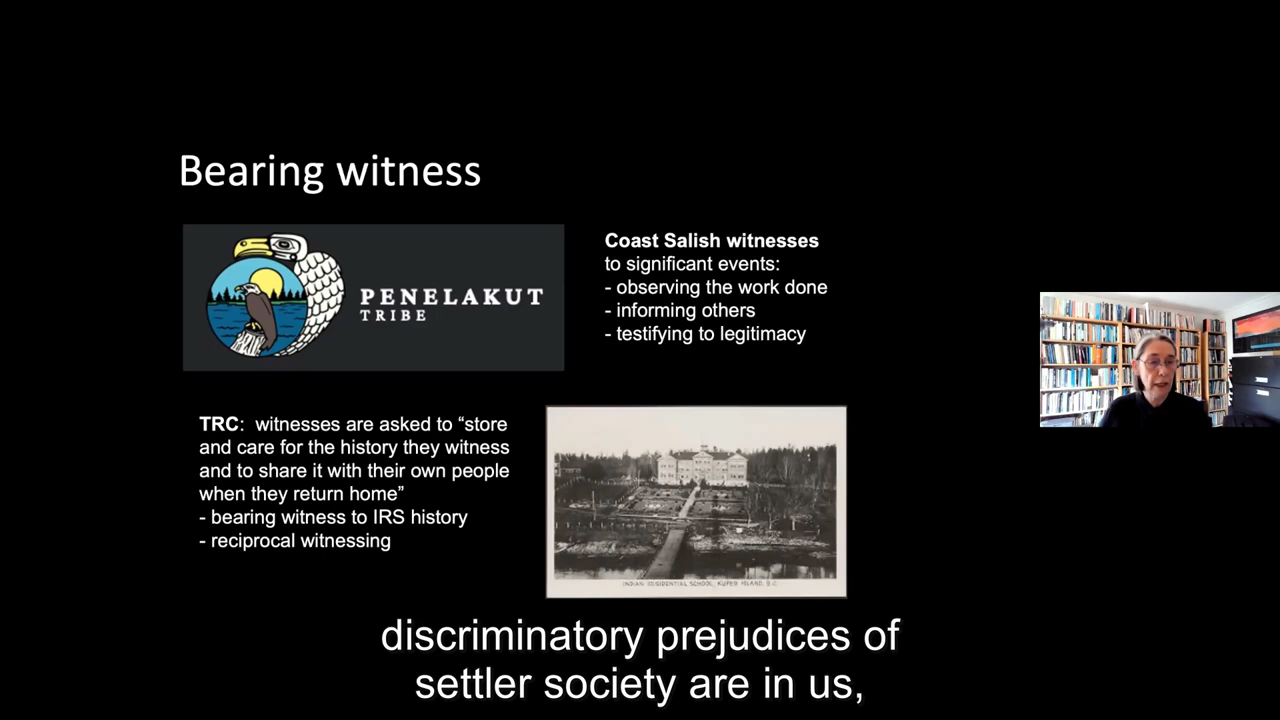 Bearing witness
PENELAKUT
TRIBE
Coast Salish witnesses
to significant events:
- observing the work done
- informing others
- testifying to legitimacy
TRC:  witnesses are asked to “store
and care for the history they witness
and to share it with their own people
when they return home”
- bearing witness to IRS history
- reciprocal witnessing
INDIAN RESIDENTIAL SCHOOL, KUPER ISLAND, B.C.
discriminatory prejudices of
settler society are in us,